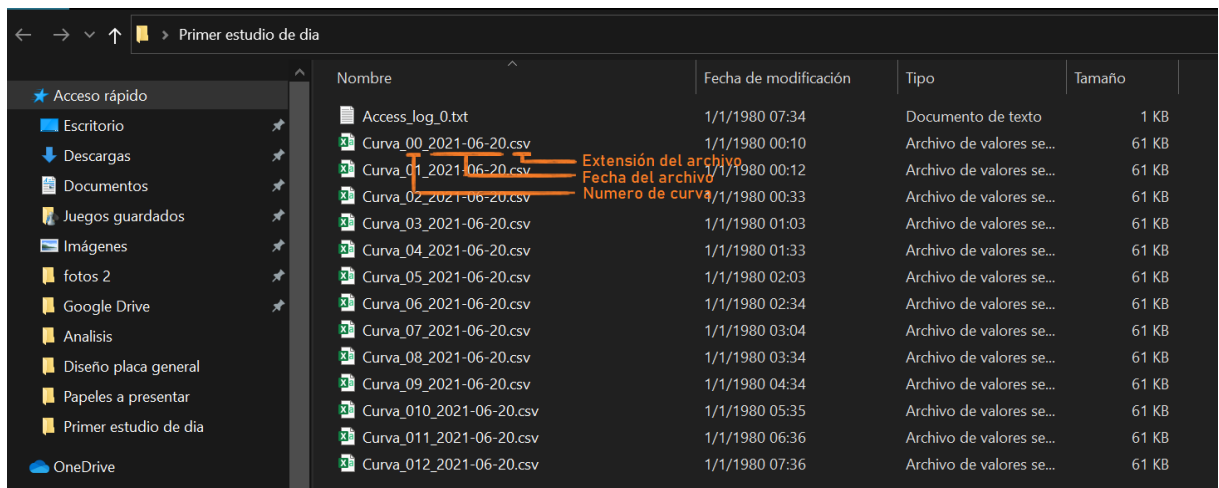 Primer estudio de dia
Nombre Fecha de modificación Tipo Tamaño
Acceso rápido
Escritorio
Descargas
Documentos
Juegos guardados
Imágenes
fotos 2
Google Drive
Analisis
Diseño placa general
Papeles a presentar
Primer estudio de dia
OneDrive
Access_log_0.txt 1/1/1980 07:34 Documento de texto 1 KB
Curva_00_2021-06-20.csv 1/1/1980 00:10 Archivo de valores se... 61 KB
Extensión del archivo
Curva_01_2021-06-20.csv 1/1/1980 00:12 Archivo de valores se... 61 KB
Fecha del archivo
Numero de curva
Curva_02_2021-06-20.csv 1/1/1980 00:33 Archivo de valores se... 61 KB
Curva_03_2021-06-20.csv 1/1/1980 01:03 Archivo de valores se... 61 KB
Curva_04_2021-06-20.csv 1/1/1980 01:33 Archivo de valores se... 61 KB
Curva_05_2021-06-20.csv 1/1/1980 02:03 Archivo de valores se... 61 KB
Curva_06_2021-06-20.csv 1/1/1980 02:34 Archivo de valores se... 61 KB
Curva_07_2021-06-20.csv 1/1/1980 03:04 Archivo de valores se... 61 KB
Curva_08_2021-06-20.csv 1/1/1980 03:34 Archivo de valores se... 61 KB
Curva_09_2021-06-20.csv 1/1/1980 04:34 Archivo de valores se... 61 KB
Curva_010_2021-06-20.csv 1/1/1980 05:35 Archivo de valores se... 61 KB
Curva_011_2021-06-20.csv 1/1/1980 06:36 Archivo de valores se... 61 KB
Curva_012_2021-06-20.csv 1/1/1980 07:36 Archivo de valores se... 61 KB